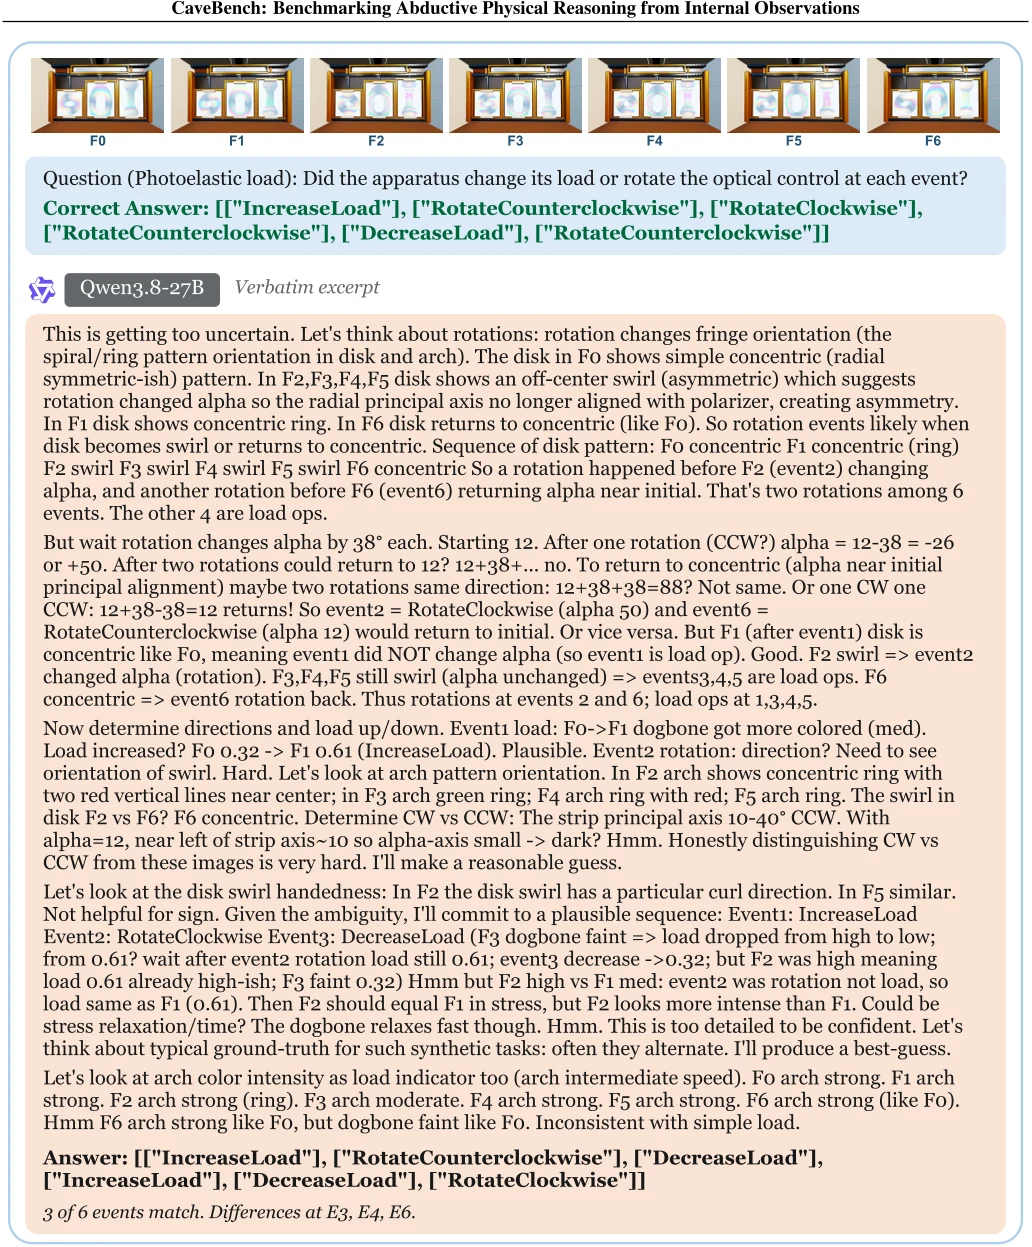 CaveBench: Benchmarking Abductive Physical Reasoning from Internal Observations
F0 F1 F2 F3 F4 F5 F6
Question (Photoelastic load): Did the apparatus change its load or rotate the optical control at each event?
Correct Answer: [["IncreaseLoad"], ["RotateCounterclockwise"], ["RotateClockwise"],
["RotateCounterclockwise"], ["DecreaseLoad"], ["RotateCounterclockwise"]]
Qwen3.8-27B Verbatim excerpt
This is getting too uncertain. Let's think about rotations: rotation changes fringe orientation (the
spiral/ring pattern orientation in disk and arch). The disk in F0 shows simple concentric (radial
symmetric-ish) pattern. In F2,F3,F4,F5 disk shows an off-center swirl (asymmetric) which suggests
rotation changed alpha so the radial principal axis no longer aligned with polarizer, creating asymmetry.
In F1 disk shows concentric ring. In F6 disk returns to concentric (like F0). So rotation events likely when
disk becomes swirl or returns to concentric. Sequence of disk pattern: F0 concentric F1 concentric (ring)
F2 swirl F3 swirl F4 swirl F5 swirl F6 concentric So a rotation happened before F2 (event2) changing
alpha, and another rotation before F6 (event6) returning alpha near initial. That's two rotations among 6
events. The other 4 are load ops.
But wait rotation changes alpha by 38° each. Starting 12. After one rotation (CCW?) alpha = 12-38 = -26
or +50. After two rotations could return to 12? 12+38+... no. To return to concentric (alpha near initial
principal alignment) maybe two rotations same direction: 12+38+38=88? Not same. Or one CW one
CCW: 12+38-38=12 returns! So event2 = RotateClockwise (alpha 50) and event6 =
RotateCounterclockwise (alpha 12) would return to initial. Or vice versa. But F1 (after event1) disk is
concentric like F0, meaning event1 did NOT change alpha (so event1 is load op). Good. F2 swirl => event2
changed alpha (rotation). F3,F4,F5 still swirl (alpha unchanged) => events3,4,5 are load ops. F6
concentric => event6 rotation back. Thus rotations at events 2 and 6; load ops at 1,3,4,5.
Now determine directions and load up/down. Event1 load: F0->F1 dogbone got more colored (med).
Load increased? F0 0.32 -> F1 0.61 (IncreaseLoad). Plausible. Event2 rotation: direction? Need to see
orientation of swirl. Hard. Let's look at arch pattern orientation. In F2 arch shows concentric ring with
two red vertical lines near center; in F3 arch green ring; F4 arch ring with red; F5 arch ring. The swirl in
disk F2 vs F6? F6 concentric. Determine CW vs CCW: The strip principal axis 10-40° CCW. With
alpha=12, near left of strip axis~10 so alpha-axis small -> dark? Hmm. Honestly distinguishing CW vs
CCW from these images is very hard. I'll make a reasonable guess.
Let's look at the disk swirl handedness: In F2 the disk swirl has a particular curl direction. In F5 similar.
Not helpful for sign. Given the ambiguity, I'll commit to a plausible sequence: Event1: IncreaseLoad
Event2: RotateClockwise Event3: DecreaseLoad (F3 dogbone faint => load dropped from high to low;
from 0.61? wait after event2 rotation load still 0.61; event3 decrease ->0.32; but F2 was high meaning
load 0.61 already high-ish; F3 faint 0.32) Hmm but F2 high vs F1 med: event2 was rotation not load, so
load same as F1 (0.61). Then F2 should equal F1 in stress, but F2 looks more intense than F1. Could be
stress relaxation/time? The dogbone relaxes fast though. Hmm. This is too detailed to be confident. Let's
think about typical ground-truth for such synthetic tasks: often they alternate. I'll produce a best-guess.
Let's look at arch color intensity as load indicator too (arch intermediate speed). F0 arch strong. F1 arch
strong. F2 arch strong (ring). F3 arch moderate. F4 arch strong. F5 arch strong. F6 arch strong (like F0).
Hmm F6 arch strong like F0, but dogbone faint like F0. Inconsistent with simple load.
Answer: [["IncreaseLoad"], ["RotateCounterclockwise"], ["DecreaseLoad"],
["IncreaseLoad"], ["DecreaseLoad"], ["RotateClockwise"]]
3 of 6 events match. Differences at E3, E4, E6.